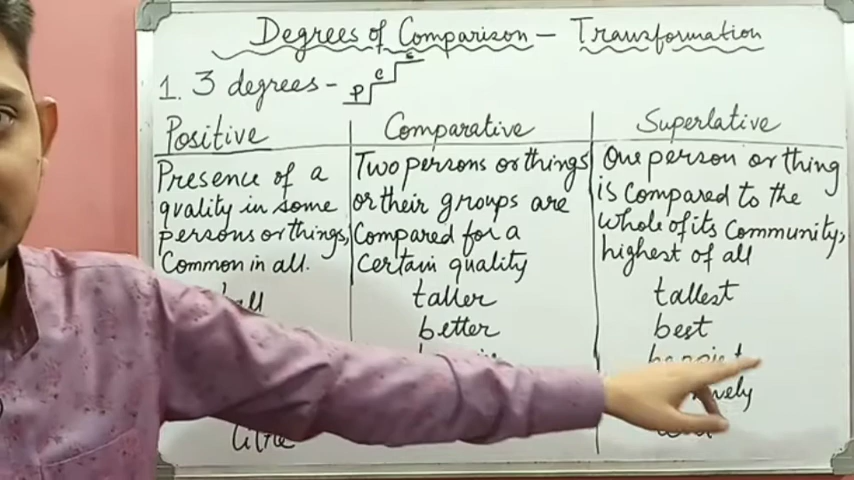 Degrees of Comparison – Transformation
1. 3 degrees – P C S
Positive
Presence of a
quality in some
persons or things,
Common in all.
Comparative
Two persons or things
or their groups are
Compared for a
Certain quality
taller
better
Superlative
One person or thing
is Compared to the
whole of its Community,
highest of all
tallest
best